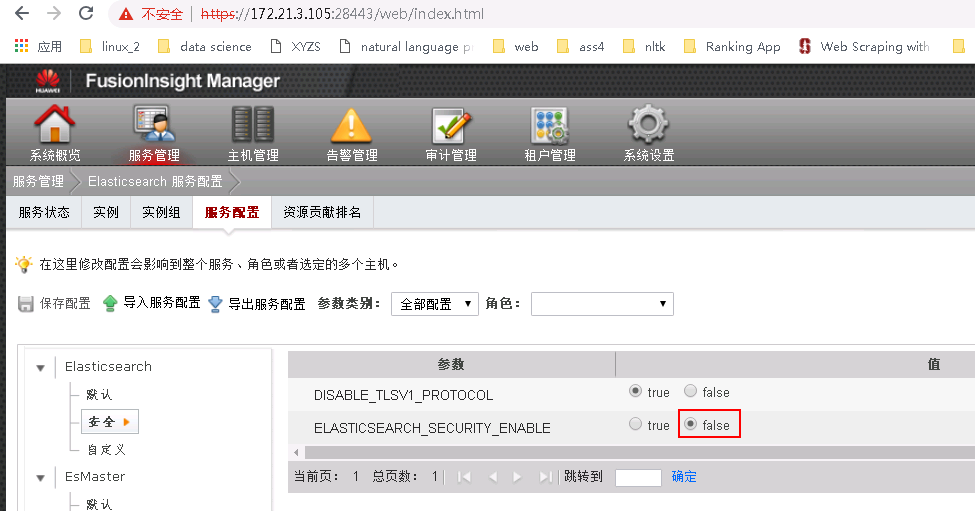 不安全 | https://172.21.3.105:28443/web/index.html
应用 linux_2 data science XYZS natural language pr web ass4 nltk Ranking App Web Scraping with
HUAWEI FusionInsight Manager
系统概览 服务管理 主机管理 告警管理 审计管理 租户管理 系统设置
服务管理 Elasticsearch 服务配置
服务状态 实例 实例组 服务配置 资源贡献排名
在这里修改配置会影响到整个服务、角色或者选定的多个主机。
保存配置 导入服务配置 导出服务配置 参数类别: 全部配置 角色:
Elasticsearch
默认
安全
自定义
EsMaster
默认
参数 值
DISABLE_TLSV1_PROTOCOL true false
ELASTICSEARCH_SECURITY_ENABLE true false
当前页: 1 总页数: 1 跳转到 确定